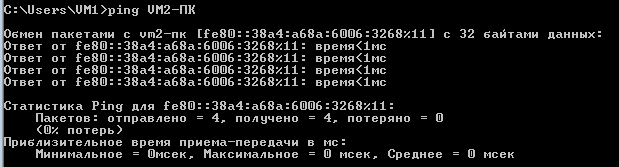 C:\Users\VM1>ping VM2-ПК
Обмен пакетами с vm2-пк [fe80::38a4:a68a:6006:3268%11] с 32 байтами данных:
Ответ от fe80::38a4:a68a:6006:3268%11: время<1мс
Ответ от fe80::38a4:a68a:6006:3268%11: время<1мс
Ответ от fe80::38a4:a68a:6006:3268%11: время<1мс
Ответ от fe80::38a4:a68a:6006:3268%11: время<1мс
Статистика Ping для fe80::38a4:a68a:6006:3268%11:
Пакетов: отправлено = 4, получено = 4, потеряно = 0
(0% потерь)
Приблизительное время приема-передачи в мс:
Минимальное = 0мсек, Максимальное = 0 мсек, Среднее = 0 мсек